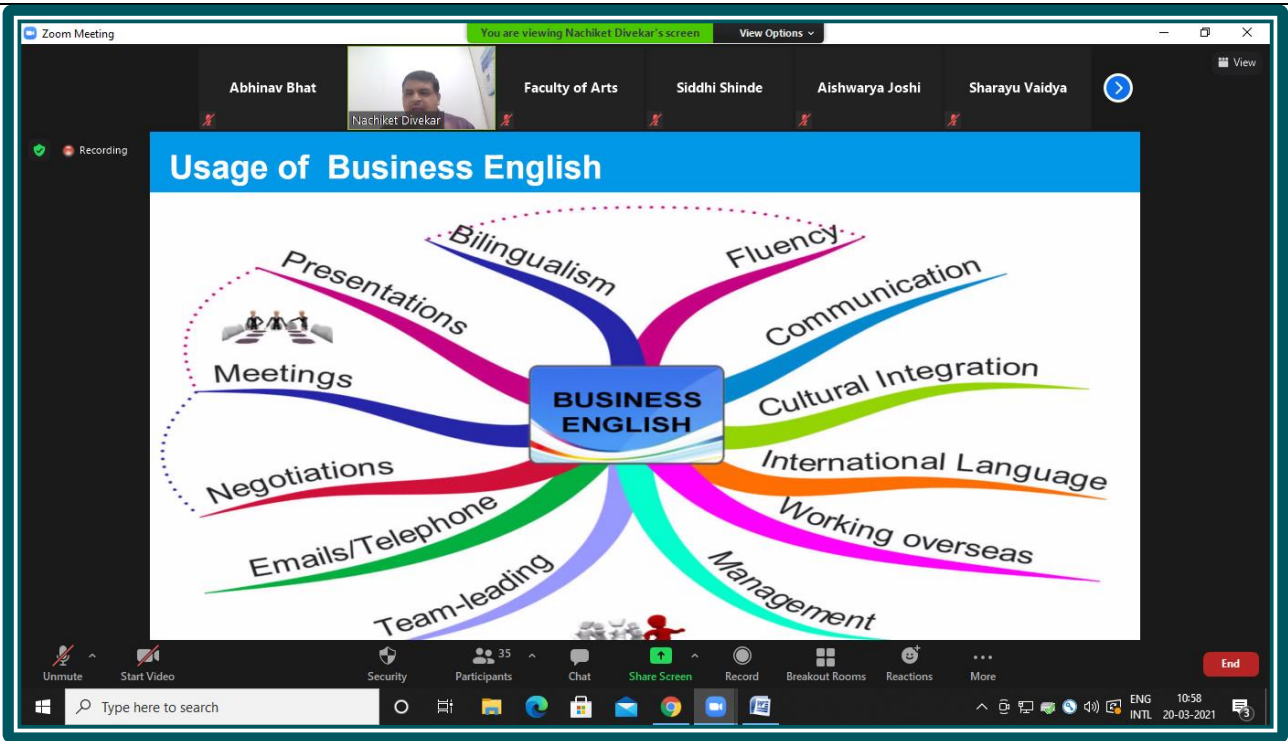 Zoom Meeting
You are viewing Nachiket Divekar's screen
View Options
View
Abhinav Bhat
Nachiket Divekar
Faculty of Arts
Siddhi Shinde
Aishwarya Joshi
Sharayu Vaidya
Recording
Usage of Business English
Bilingualism
Fluency
Presentations
Communication
Meetings
Cultural Integration
BUSINESS
ENGLISH
Negotiations
International Language
Emails/Telephone
Working overseas
Team-leading
Management
Unmute
Start Video
Security
Participants
35
Chat
Share Screen
Record
Breakout Rooms
Reactions
More
End
Type here to search
ENG
INTL
10:58
20-03-2021
3